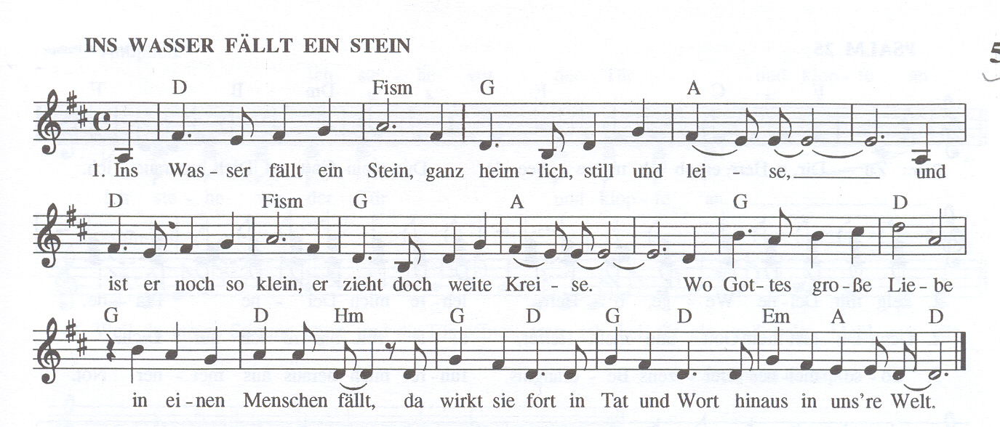 INS WASSER FÄLLT EIN STEIN
5
D Fism G A
1. Ins Was - ser fällt ein Stein, ganz heim - lich, still und lei - se, und
D Fism G A G D
ist er noch so klein, er zieht doch weite Krei - se. Wo Got - tes gro - ße Lie - be
G D Hm G D G D Em A D
in ei - nen Menschen fällt, da wirkt sie fort in Tat und Wort hinaus in uns're Welt.